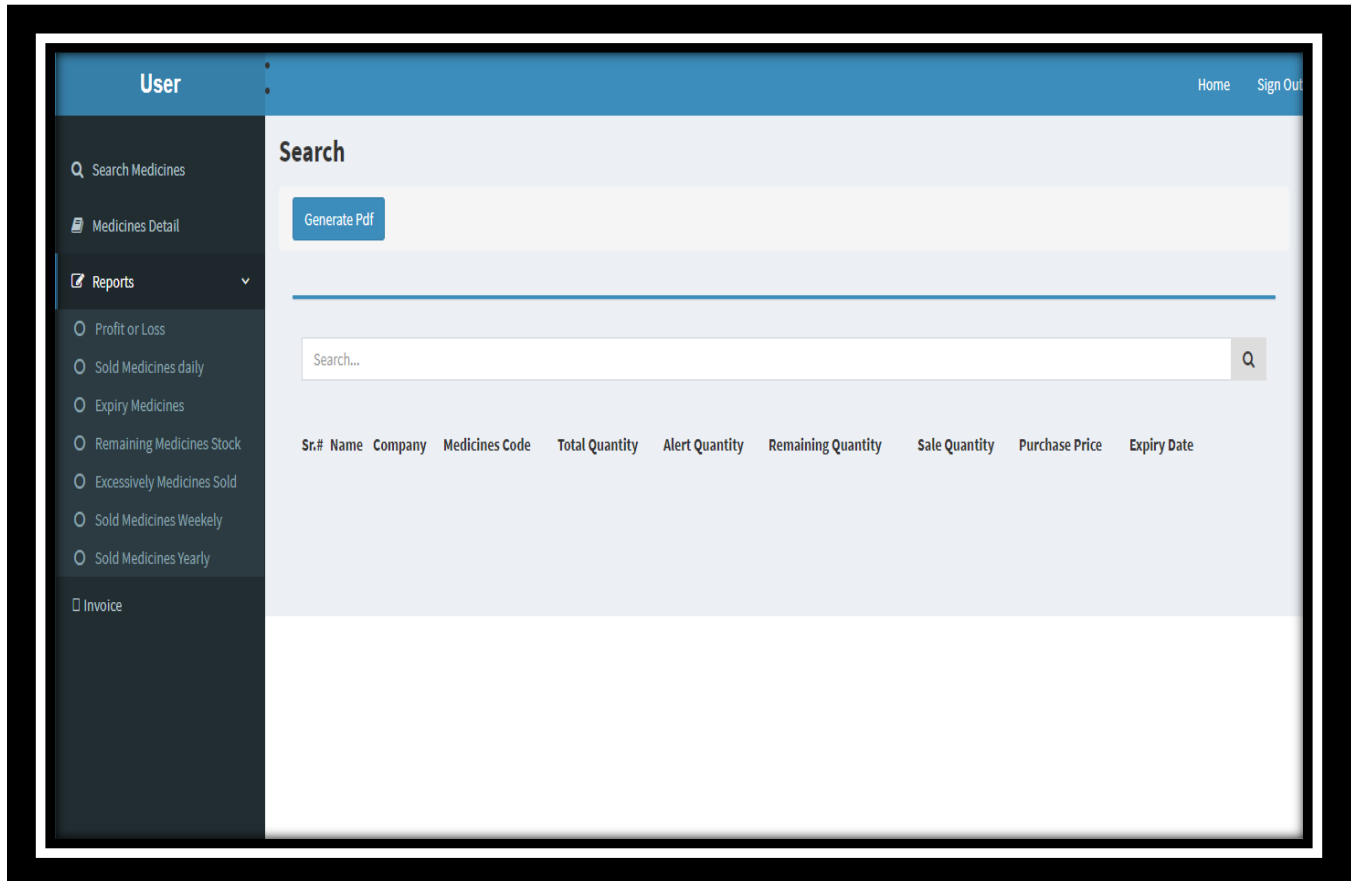 User
Home Sign Out
Search Medicines
Medicines Detail
Reports
Profit or Loss
Sold Medicines daily
Expiry Medicines
Remaining Medicines Stock
Excessively Medicines Sold
Sold Medicines Weekely
Sold Medicines Yearly
Invoice
Search
Generate Pdf
Search...
Sr.# Name Company Medicines Code Total Quantity Alert Quantity Remaining Quantity Sale Quantity Purchase Price Expiry Date